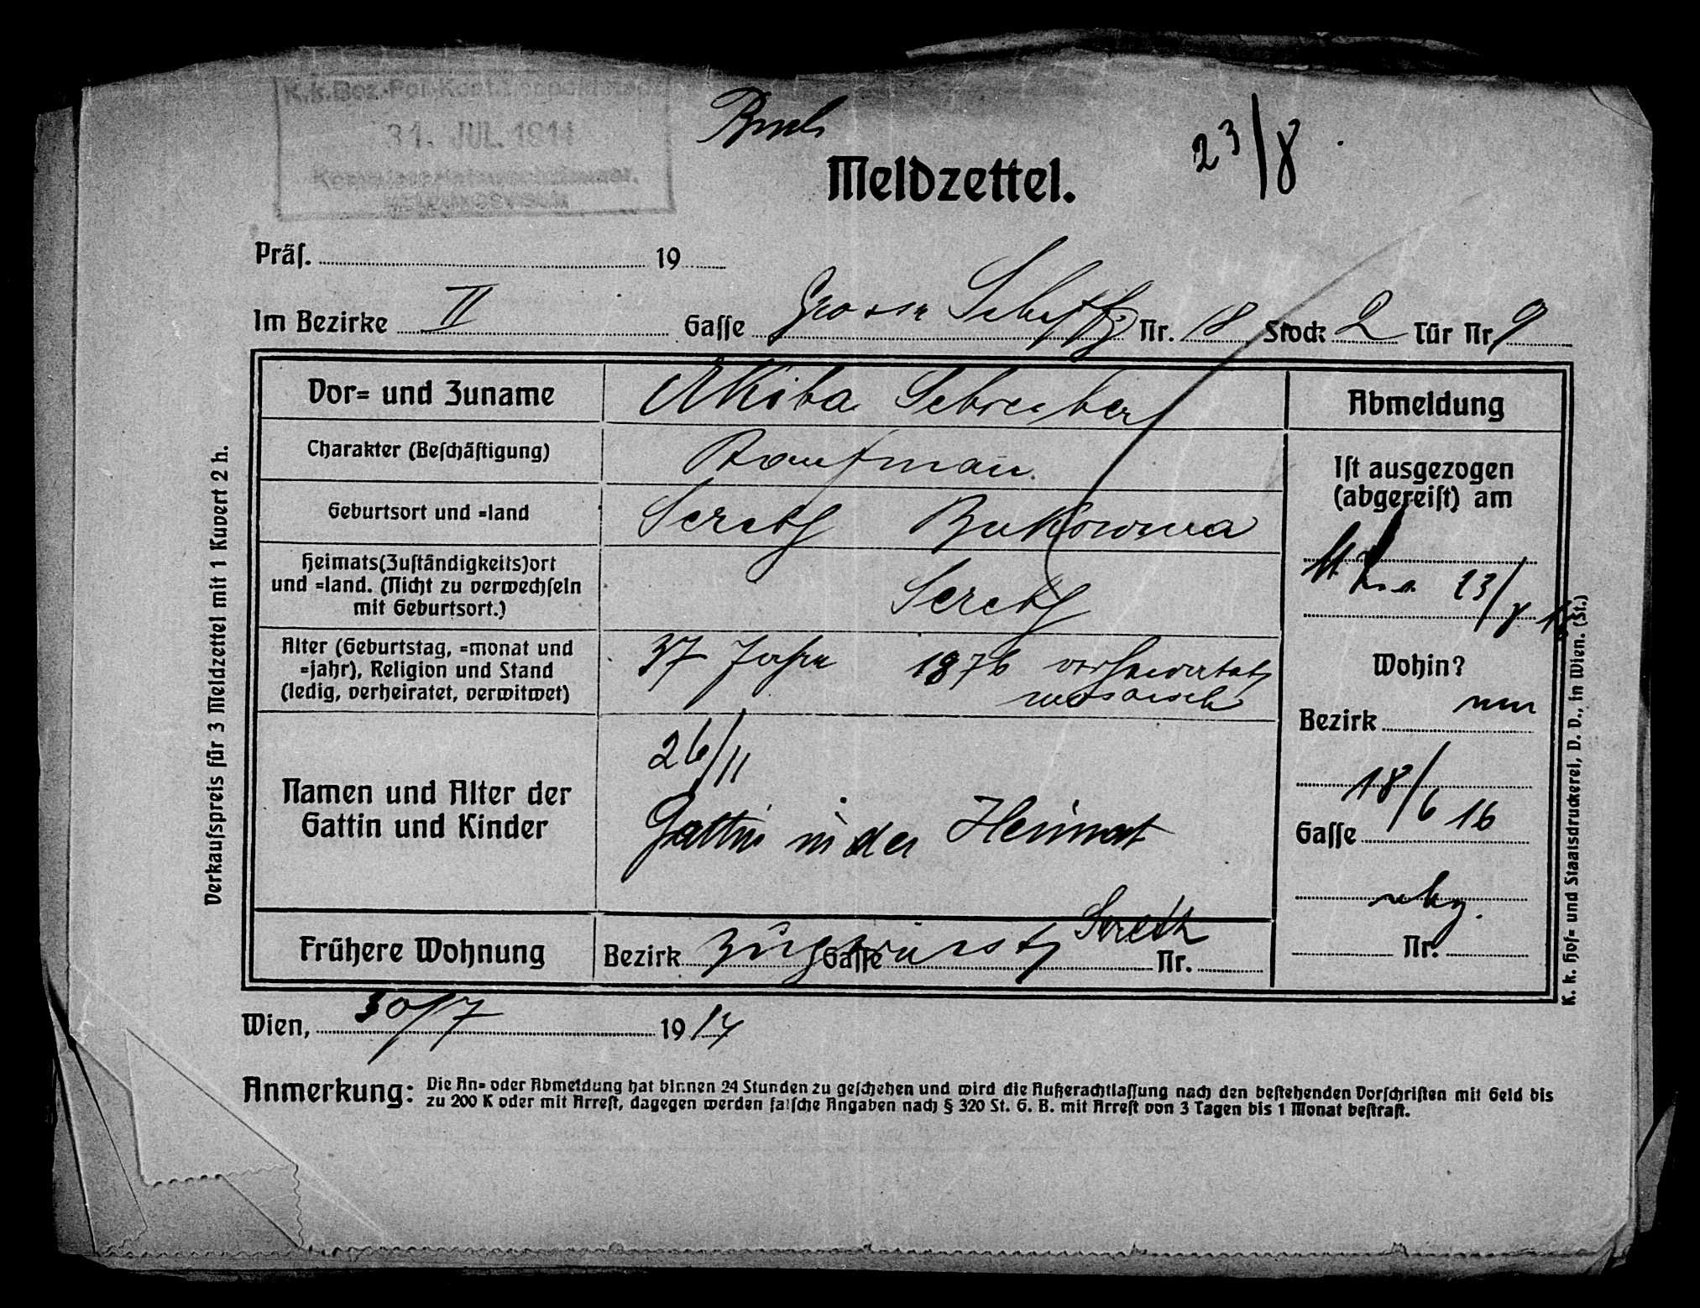 K.k. Bez.-Pol.-Kom. Leopoldstadt
31. JUL. 1914
23/8
Meldzettel.
Präs. 19
Im Bezirke II Gasse Grosse Schiffg Nr. 18 Stock 2 Tür Nr. 9
Vor= und Zuname Akiba Schreiber
Charakter (Beschäftigung) Kaufman
Geburtsort und =land Sereth Bukowina
Heimats(Zuständigkeits)ort
und =land. (Nicht zu verwechseln
mit Geburtsort.) Sereth
Alter (Geburtstag, =monat und
=jahr), Religion und Stand
(ledig, verheiratet, verwitwet)
37 Jahre 1876 verheiratet
mosaisch
26/11
Namen und Alter der
Gattin und Kinder
Gattin in der Heimat
Frühere Wohnung Bezirk Gasse Nr.
Sereth
Abmeldung
Ist ausgezogen
(abgereist) am
13/8
Wohin?
Bezirk
18/6 16
Gasse
Nr.
Wien, 30/7 1914
Anmerkung: Die An= oder Abmeldung hat binnen 24 Stunden zu geschehen und wird die Außerachtlassung nach den bestehenden Vorschriften mit Geld bis
zu 200 K oder mit Arrest, dagegen werden falsche Angaben nach § 320 St. G. B. mit Arrest von 3 Tagen bis 1 Monat bestraft.
Verkaufspreis für 3 Meldzettel mit 1 Kuvert 2 h.
K. k. Hof= und Staatsdruckerei, D. D., in Wien. (St.)